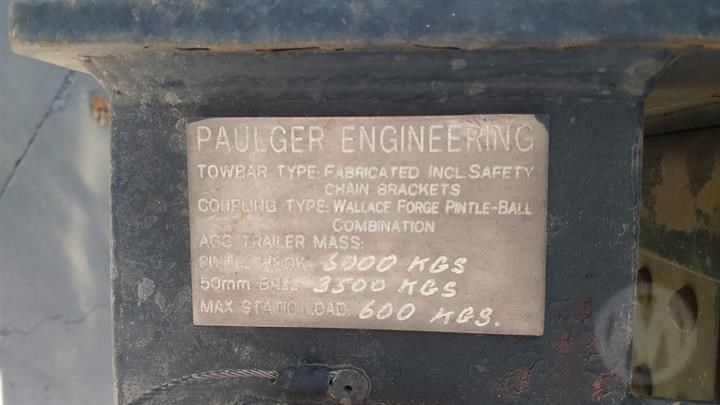 PAULGER ENGINEERING
TOWBAR TYPE: FABRICATED INCL. SAFETY
CHAIN BRACKETS
COUPLING TYPE: WALLACE FORGE PINTLE-BALL
COMBINATION
AGG TRAILER MASS:
PINTLE HOOK: 6000 KGS
50mm BALL: 3500 KGS
MAX STATIC LOAD: 600 KGS.